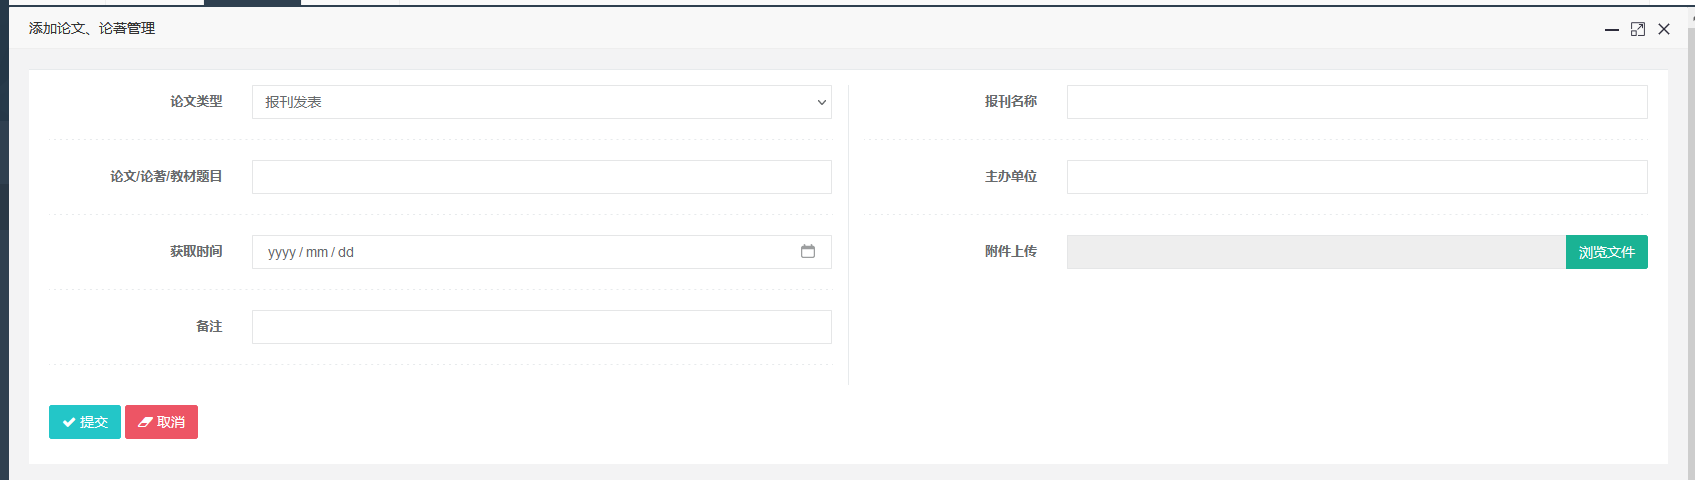 添加论文、论著管理
论文类型 报刊发表 报刊名称
论文/论著/教材题目 主办单位
获取时间 yyyy / mm / dd 附件上传 浏览文件
备注
提交 取消